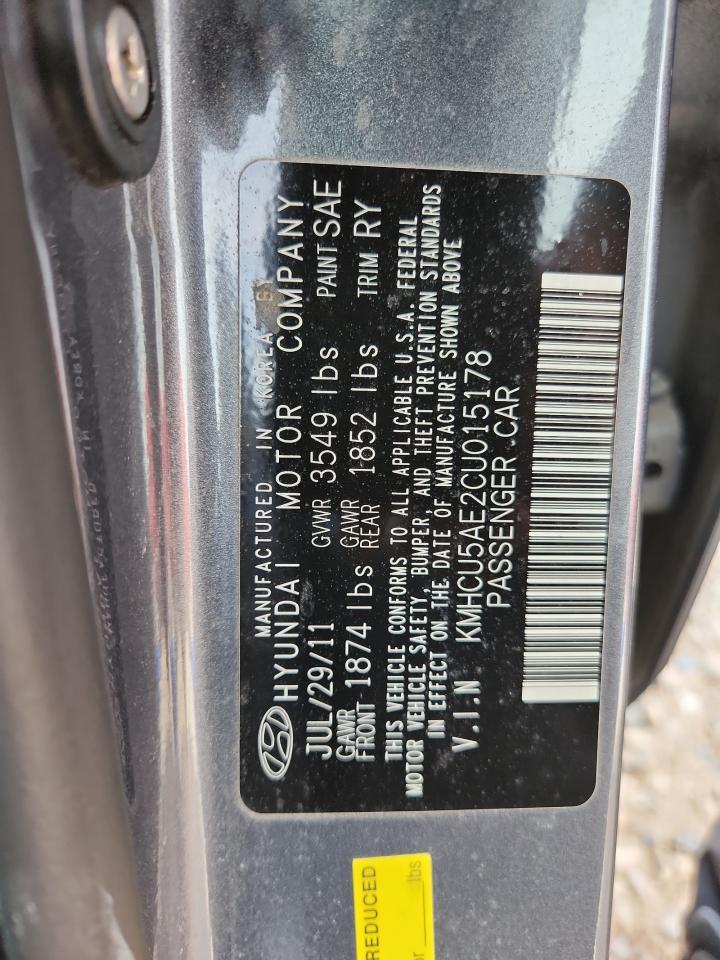 MANUFACTURED IN KOREA BY
HYUNDAI MOTOR COMPANY
JUL/29/11 GVWR 3549 lbs PAINT SAE
GAWR FRONT 1874 lbs GAWR REAR 1852 lbs TRIM RY
THIS VEHICLE CONFORMS TO ALL APPLICABLE U.S.A. FEDERAL
MOTOR VEHICLE SAFETY, BUMPER, AND THEFT PREVENTION STANDARDS
IN EFFECT ON THE DATE OF MANUFACTURE SHOWN ABOVE
V.I.N KMHCU5AE2CU015178
PASSENGER CAR
REDUCED
lbs